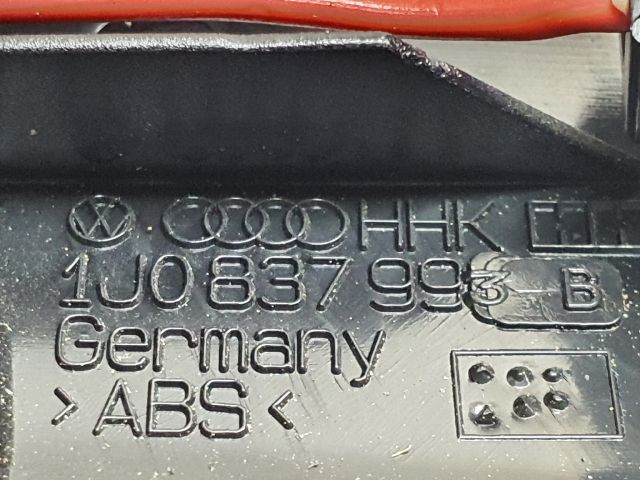 HHK
1J0 837 993 B
Germany
>ABS<